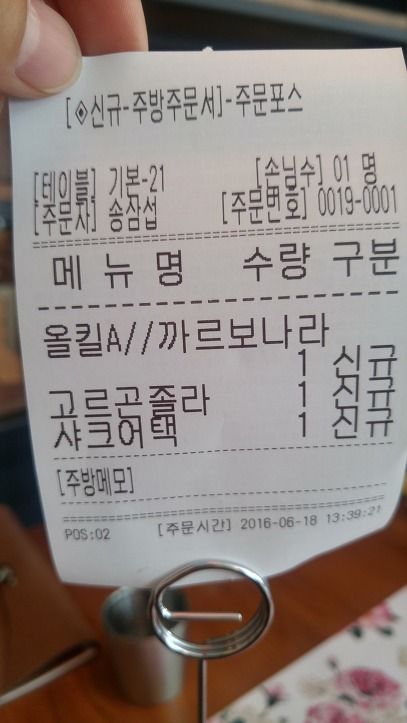 [◈신규-주방주문서]-주문포스
[테이블] 기본-21 [손님수] 01 명
[주문사] 송삼섭 [주문번호] 0019-0001
메 뉴 명 수량 구분
올킬A//까르보나라
1 신규
고르곤졸라 1 신규
샤크어택 1 신규
[주방메모]
POS:02 [주문시간] 2016-06-18 13:39:21